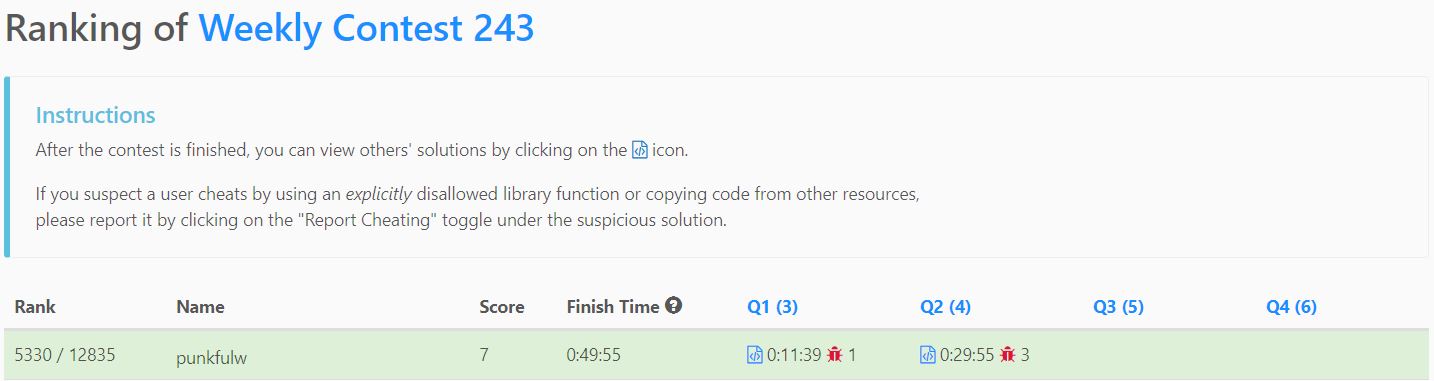 Ranking of Weekly Contest 243
Instructions
After the contest is finished, you can view others' solutions by clicking on the icon.
If you suspect a user cheats by using an explicitly disallowed library function or copying code from other resources,
please report it by clicking on the "Report Cheating" toggle under the suspicious solution.
Rank Name Score Finish Time Q1 (3) Q2 (4) Q3 (5) Q4 (6)
5330 / 12835 punkfulw 7 0:49:55 0:11:39 1 0:29:55 3